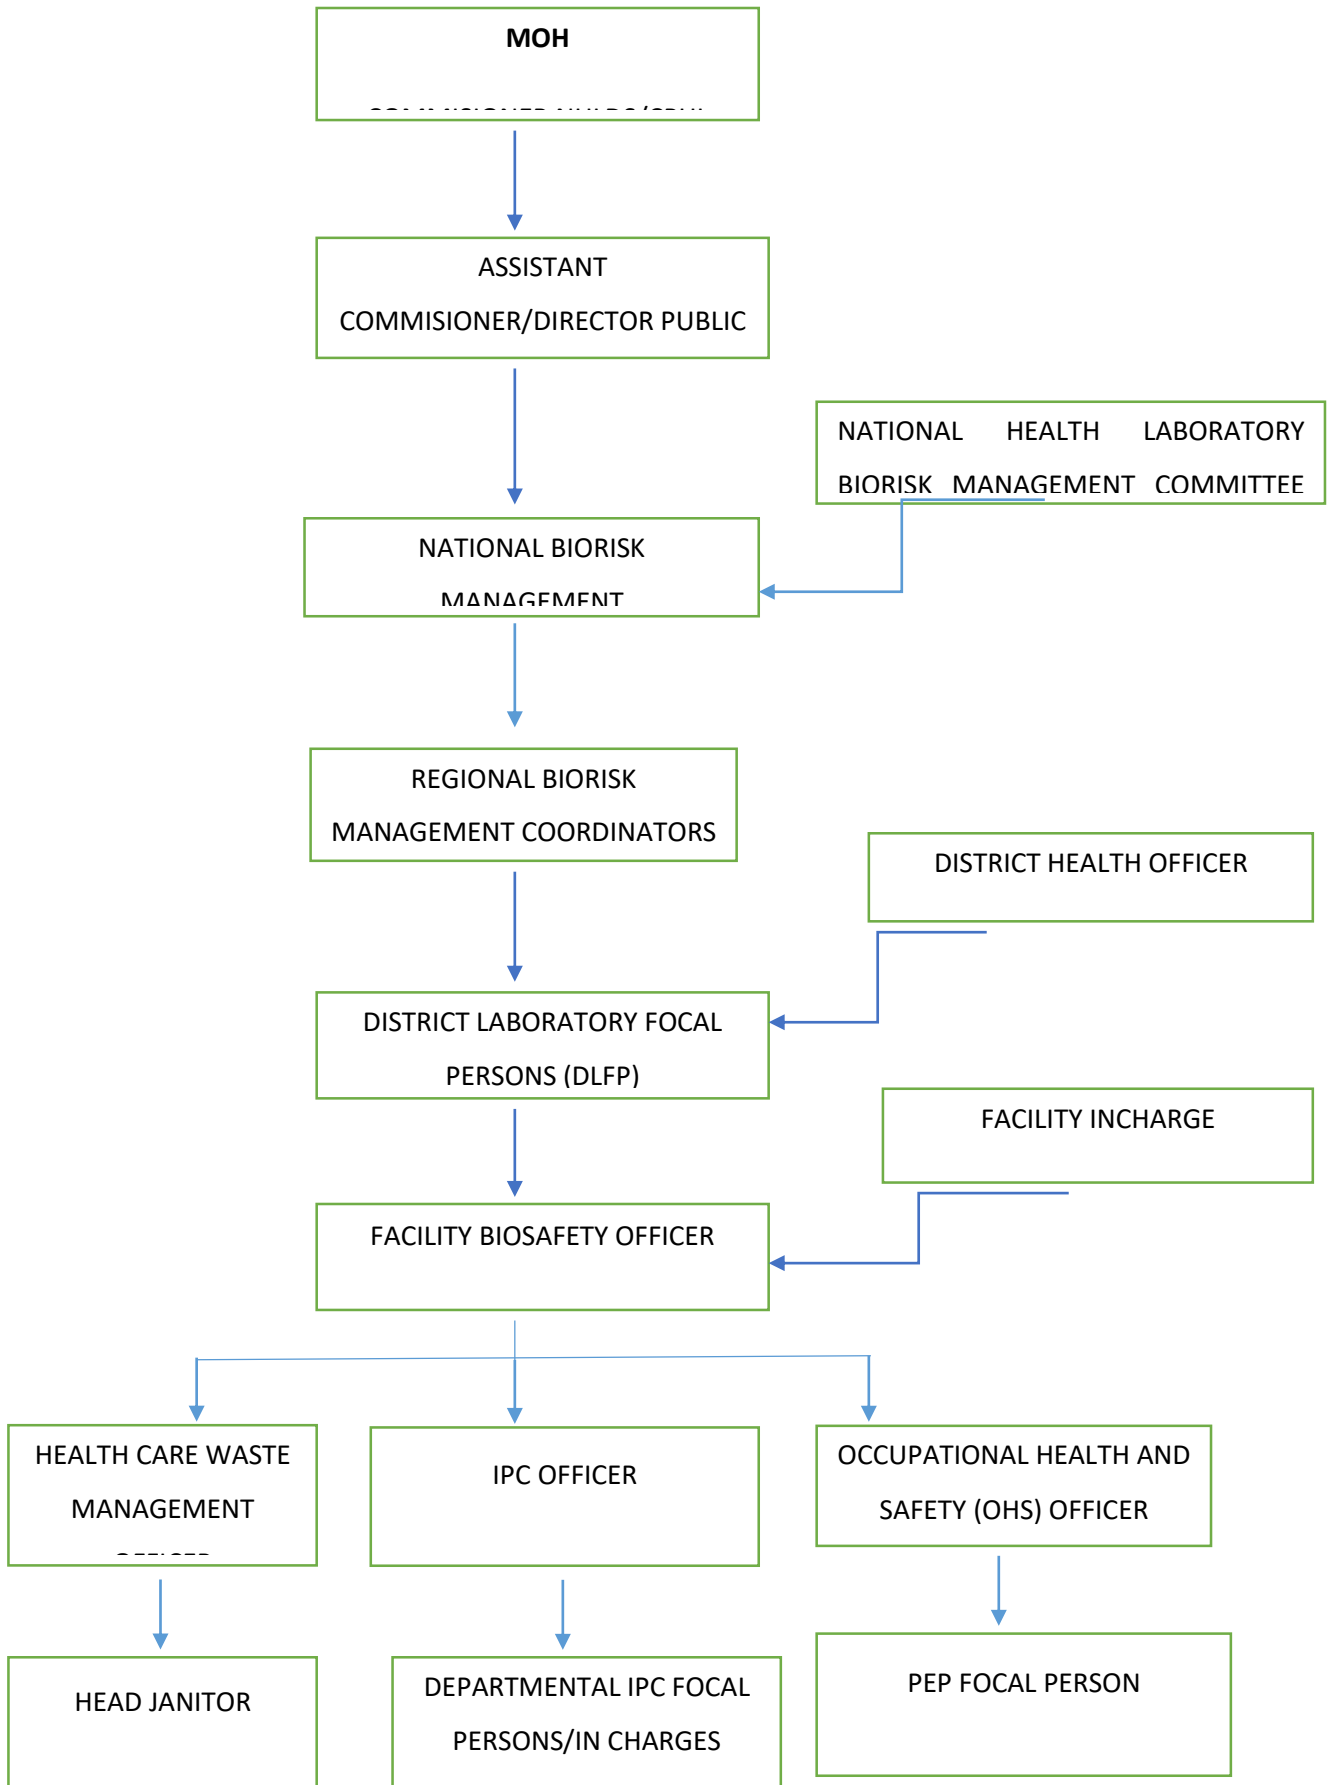 MOH
ASSISTANT
COMMISIONER/DIRECTOR PUBLIC
NATIONAL HEALTH LABORATORY
BIORISK MANAGEMENT COMMITTEE
NATIONAL BIORISK
MANAGEMENT
REGIONAL BIORISK
MANAGEMENT COORDINATORS
DISTRICT HEALTH OFFICER
DISTRICT LABORATORY FOCAL
PERSONS (DLFP)
FACILITY INCHARGE
FACILITY BIOSAFETY OFFICER
HEALTH CARE WASTE
MANAGEMENT
IPC OFFICER
OCCUPATIONAL HEALTH AND
SAFETY (OHS) OFFICER
HEAD JANITOR
DEPARTMENTAL IPC FOCAL
PERSONS/IN CHARGES
PEP FOCAL PERSON